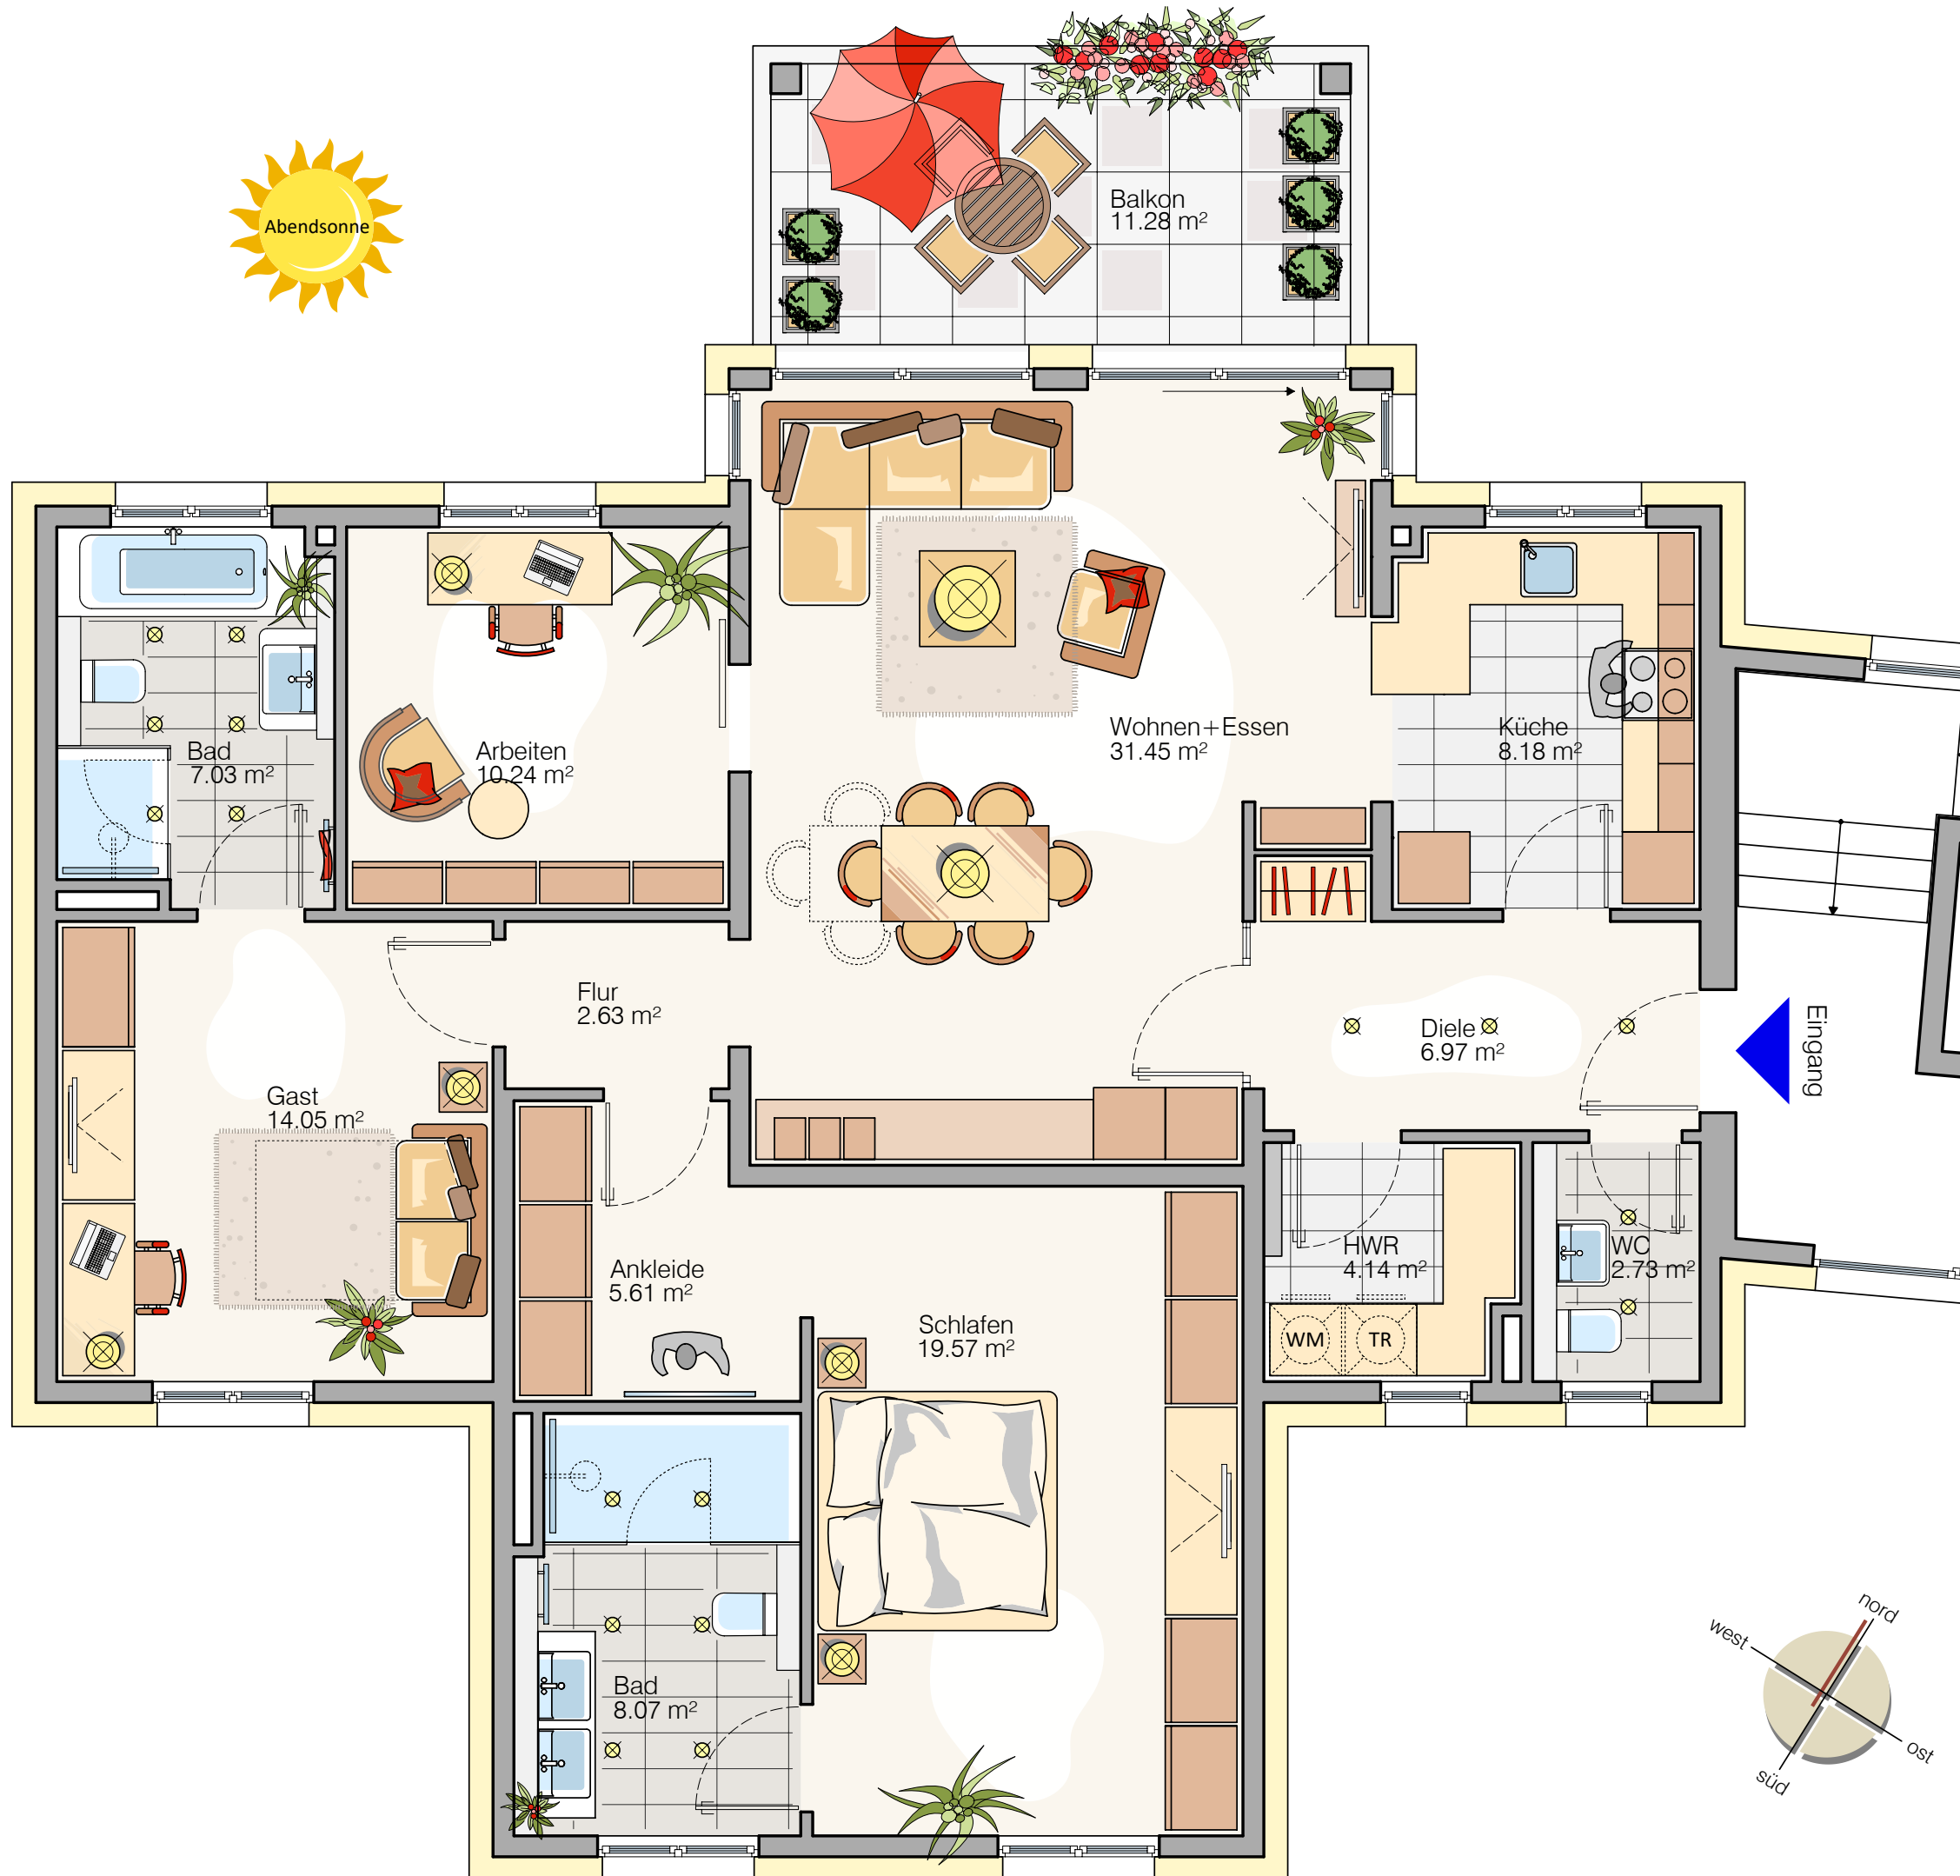 Abendsonne
Balkon
11.28 m²
Wohnen+Essen
31.45 m²
Küche
8.18 m²
Bad
7.03 m²
Arbeiten
10.24 m²
Flur
2.63 m²
Diele
6.97 m²
Eingang
Gast
14.05 m²
Ankleide
5.61 m²
Schlafen
19.57 m²
HWR
4.14 m²
WC
2.73 m²
WM
TR
Bad
8.07 m²
nord
west
ost
süd